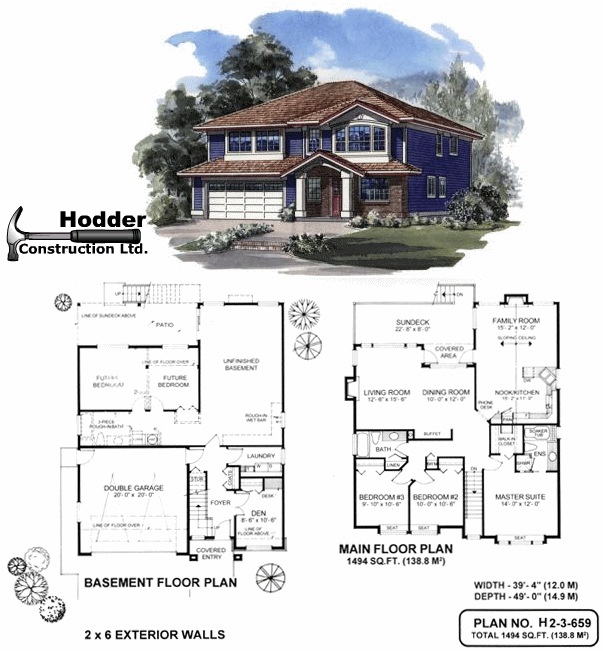 Hodder
Construction Ltd.
UP
LINE OF SUNDECK ABOVE
PATIO
LINE OF FLOOR OVER
FUTURE
BEDROOM
FUTURE
BEDROOM
UNFINISHED
BASEMENT
3-PIECE
ROUGH-IN BATH
ROUGH-IN
WET BAR
LAUNDRY
W
DOUBLE GARAGE
20'- 0" x 20'- 0"
LINE OF FLOOR OVER
STOR
COATS
FOYER
UP
DESK
DEN
8'- 6" x 10'- 6"
LINE OF
FLOOR ABOVE
COVERED
ENTRY
BASEMENT FLOOR PLAN
2 x 6 EXTERIOR WALLS
DN
SUNDECK
22'- 8" x 8'- 0"
FAMILY ROOM
15'- 2" x 12'- 0"
SLOPING CEILING
COVERED
AREA
LIVING ROOM
12'- 6" x 15'- 6"
DINING ROOM
10'- 0" x 12'- 0"
NOOK/KITCHEN
DW
PHONE
DESK
PAN
BUFFET
BATH
LINEN
WALK-IN
CLOSET
SOAKER
TUB
ENS
SHWR
BEDROOM #3
9'- 10" x 10'- 6"
BEDROOM #2
10'- 0" x 10'- 6"
DN
MASTER SUITE
14'- 0" x 12'- 0"
SEAT
SEAT
SEAT
MAIN FLOOR PLAN
1494 SQ.FT. (138.8 M²)
WIDTH - 39'- 4" (12.0 M)
DEPTH - 49'- 0" (14.9 M)
PLAN NO. H2-3-659
TOTAL 1494 SQ.FT. (138.8 M²)